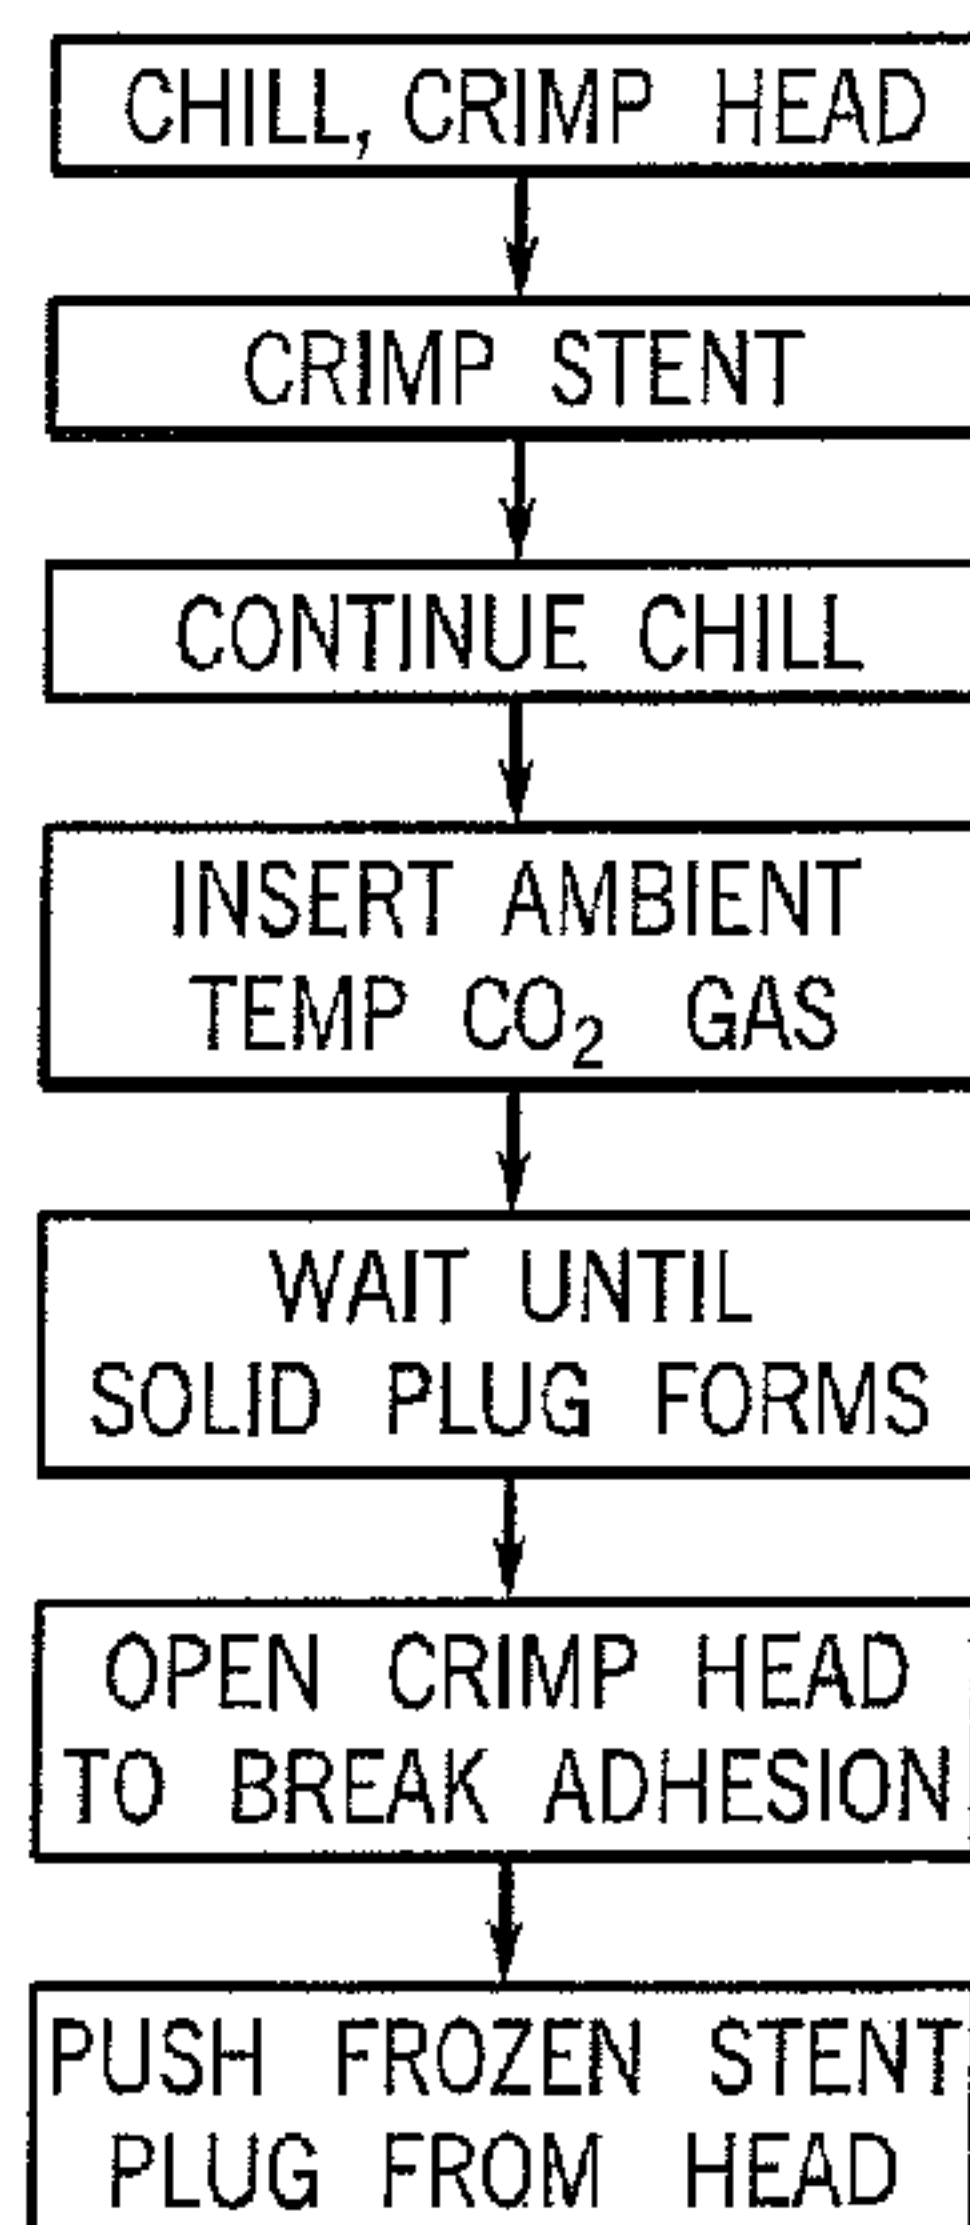 CHILL, CRIMP HEAD
CRIMP STENT
CONTINUE CHILL
INSERT AMBIENT
TEMP CO₂ GAS
WAIT UNTIL
SOLID PLUG FORMS
OPEN CRIMP HEAD
TO BREAK ADHESION
PUSH FROZEN STENT
PLUG FROM HEAD